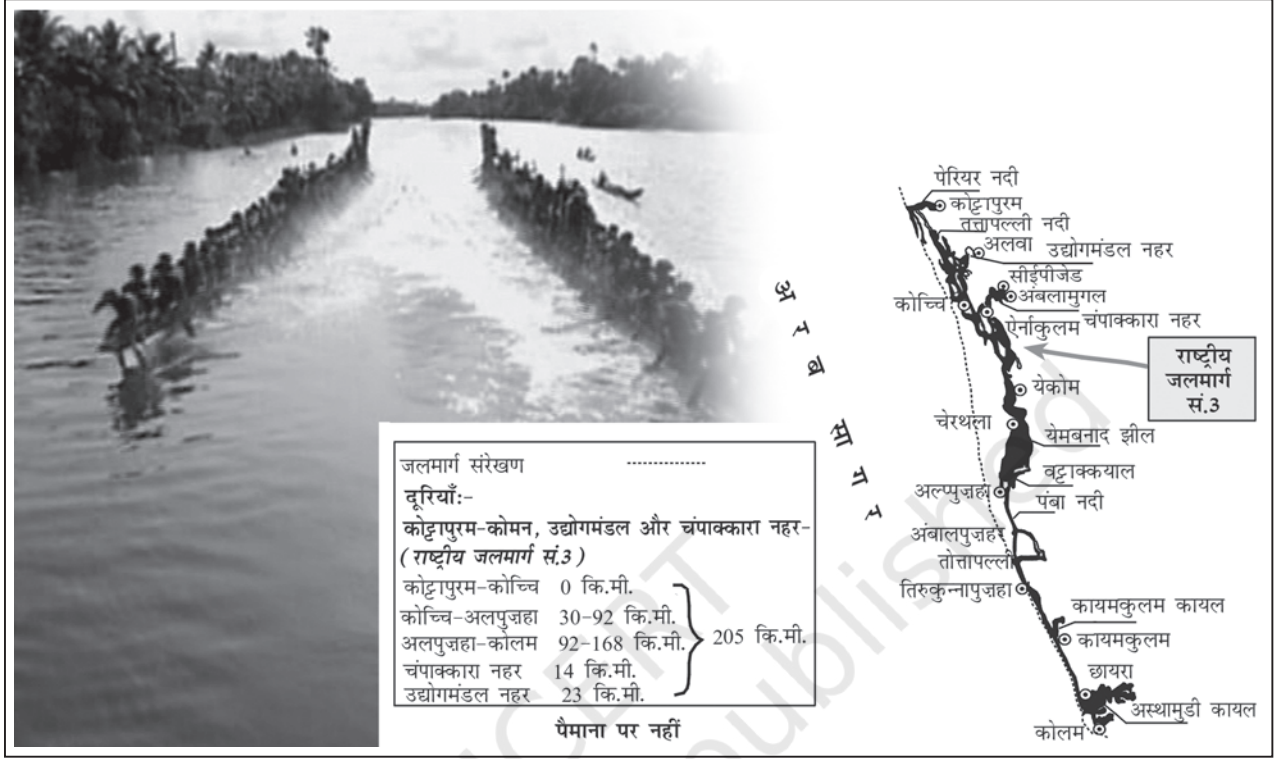 पेरियर नदी
कोट्टापुरम
तत्तापल्ली नदी
अलवा
उद्योगमंडल नहर
सीईपीजेड
अंबलामुगल
कोच्चि
ऐर्नाकुलम
चंपाक्कारा नहर
राष्ट्रीय
जलमार्ग
सं.3
अरब सागर
येकोम
चेरथला
येमबनाद झील
वट्टाक्कयाल
अल्पुज़हा
पंबा नदी
अंबालपुज़हर
तोत्तापल्ली
तिरुकुन्नापुज़हा
कायमकुलम कायल
कायमकुलम
छायरा
अस्थामुडी कायल
कोलम
जलमार्ग संरेखण
दूरियाँ:-
कोट्टापुरम-कोमन, उद्योगमंडल और चंपाक्कारा नहर-
(राष्ट्रीय जलमार्ग सं.3)
कोट्टापुरम-कोच्चि 0 कि.मी.
कोच्चि-अलपुज़हा 30-92 कि.मी.
अलपुज़हा-कोलम 92-168 कि.मी.
205 कि.मी.
चंपाक्कारा नहर 14 कि.मी.
उद्योगमंडल नहर 23 कि.मी.
पैमाना पर नहीं